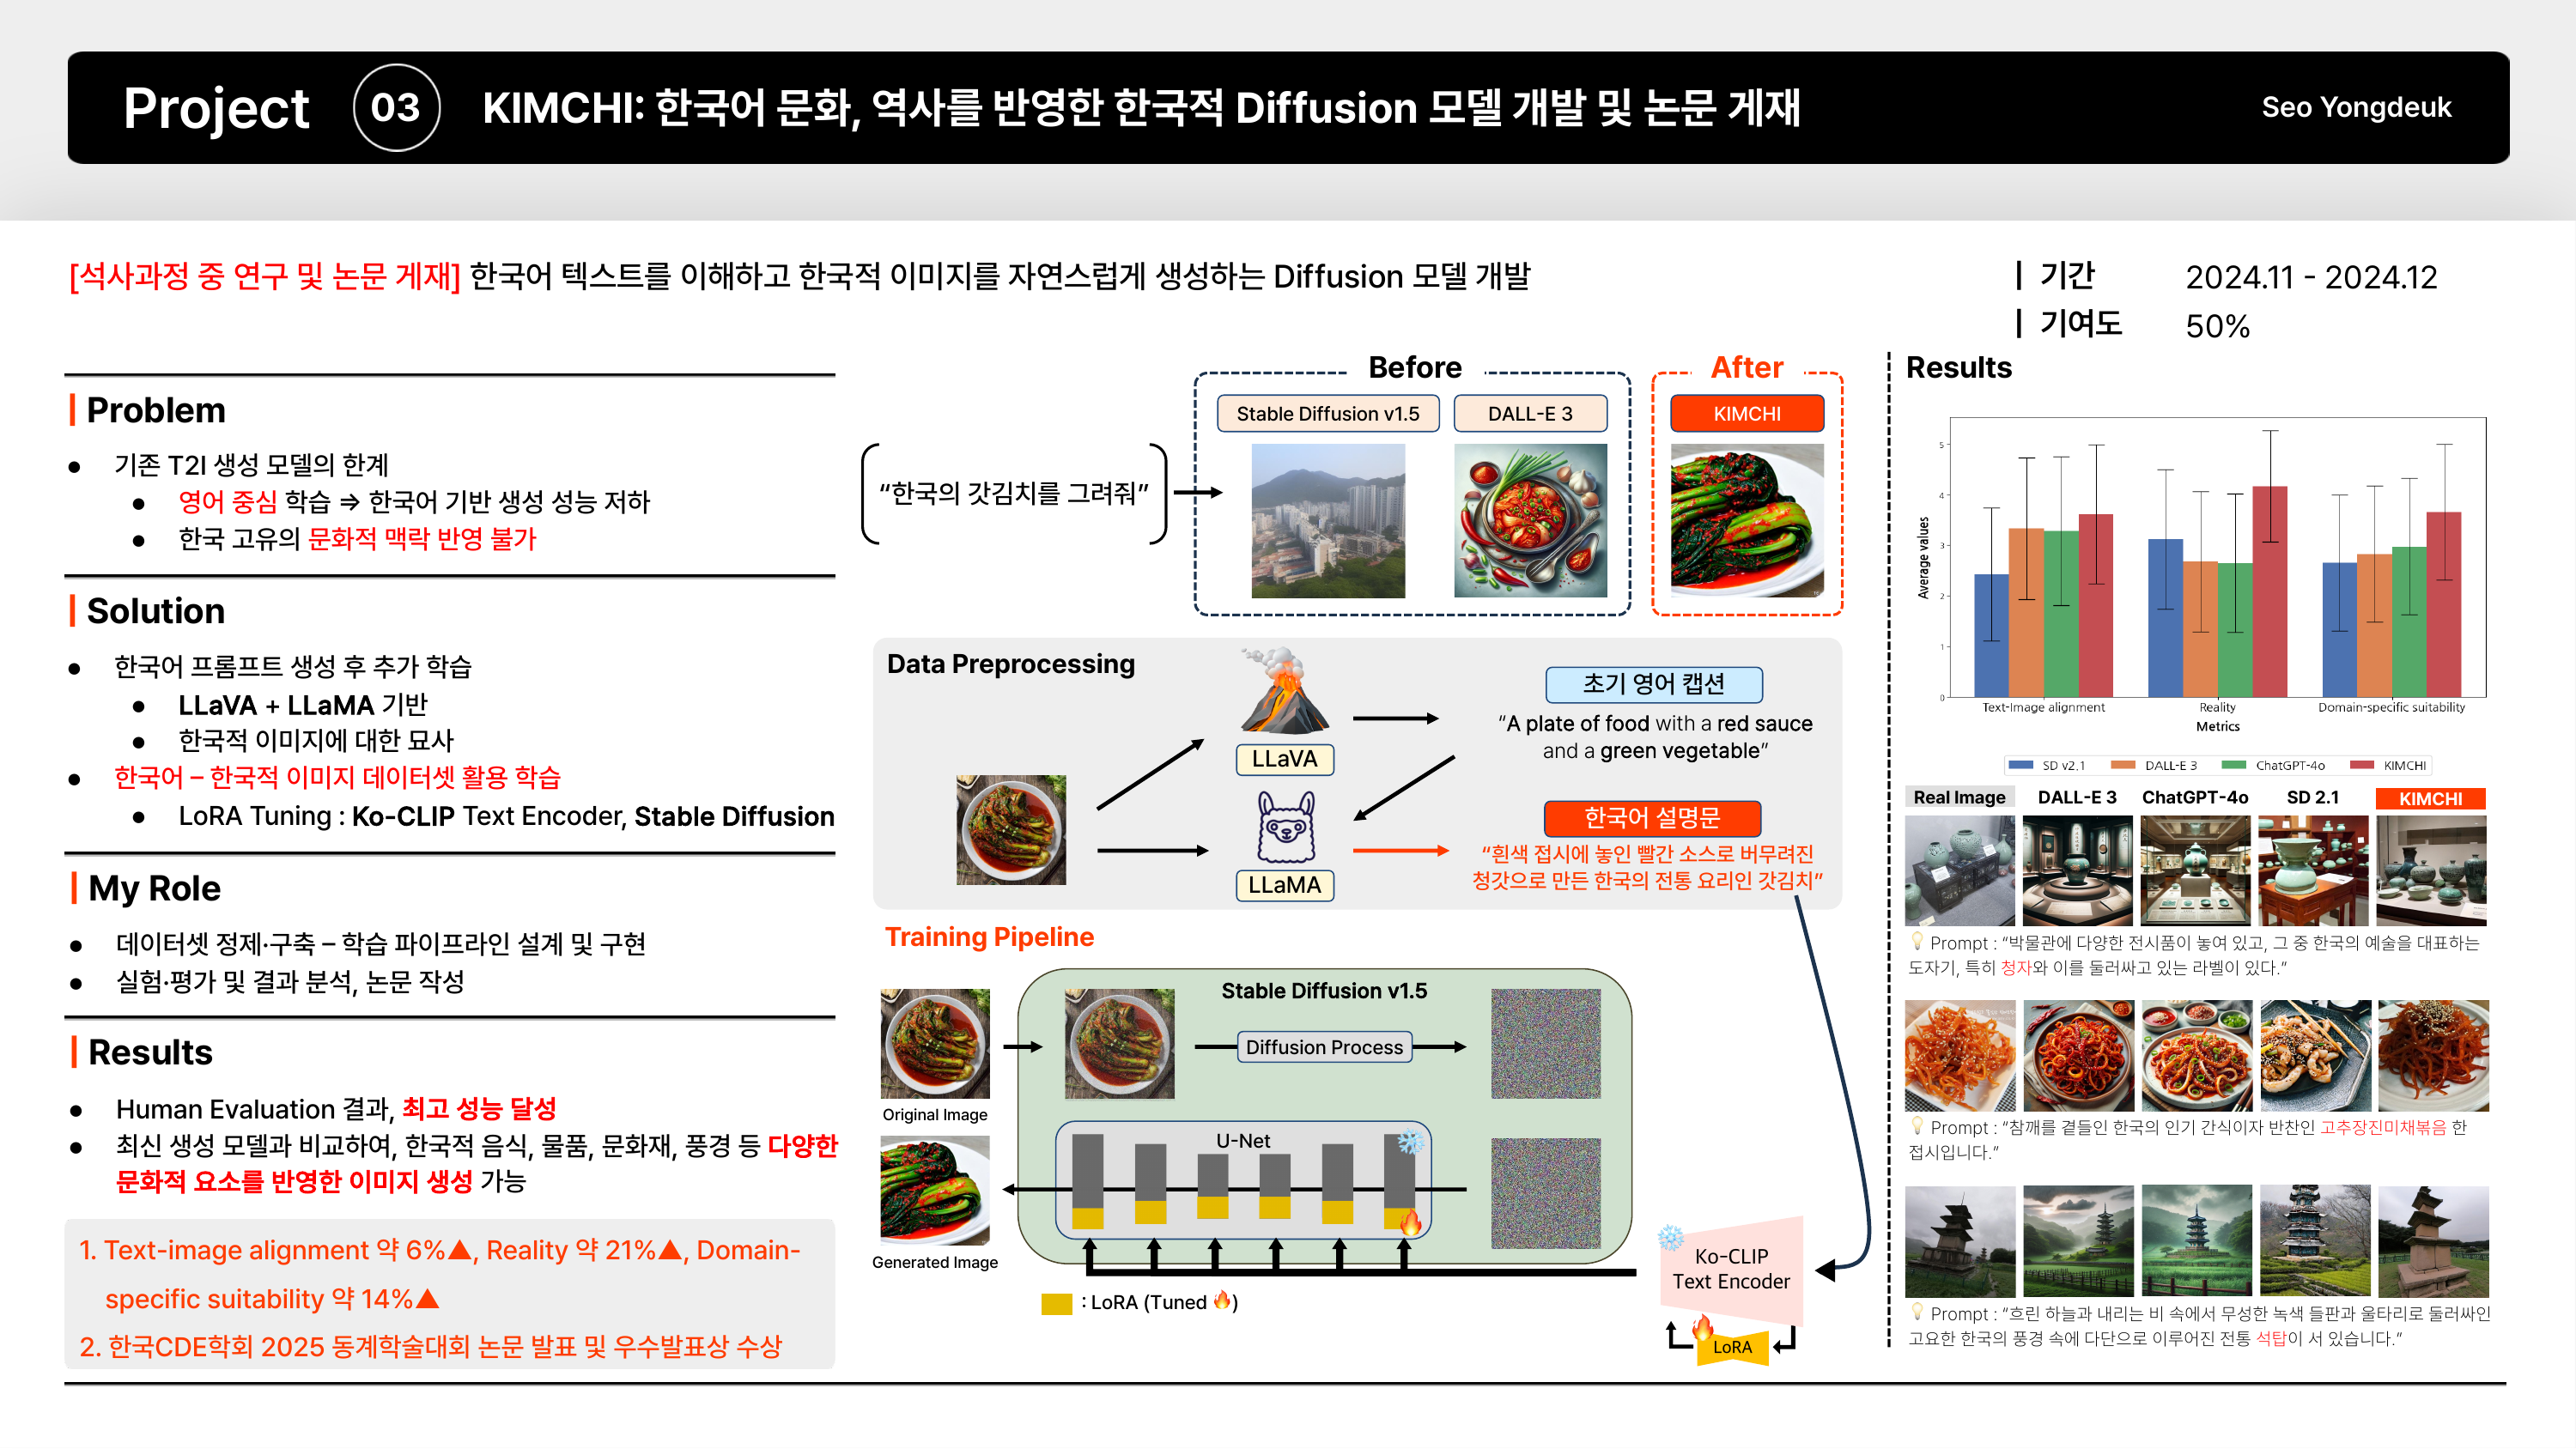 Project 03 KIMCHI: 한국어 문화, 역사를 반영한 한국적 Diffusion 모델 개발 및 논문 게재 Seo Yongdeuk
[석사과정 중 연구 및 논문 게재] 한국어 텍스트를 이해하고 한국적 이미지를 자연스럽게 생성하는 Diffusion 모델 개발
기간 2024.11 - 2024.12
기여도 50%
Problem
● 기존 T2I 생성 모델의 한계
● 영어 중심 학습 ⇒ 한국어 기반 생성 성능 저하
● 한국 고유의 문화적 맥락 반영 불가
Solution
● 한국어 프롬프트 생성 후 추가 학습
● LLaVA + LLaMA 기반
● 한국적 이미지에 대한 묘사
● 한국어 – 한국적 이미지 데이터셋 활용 학습
● LoRA Tuning : Ko-CLIP Text Encoder, Stable Diffusion
My Role
● 데이터셋 정제·구축 – 학습 파이프라인 설계 및 구현
● 실험·평가 및 결과 분석, 논문 작성
Results
● Human Evaluation 결과, 최고 성능 달성
● 최신 생성 모델과 비교하여, 한국적 음식, 물품, 문화재, 풍경 등 다양한
문화적 요소를 반영한 이미지 생성 가능
1. Text-image alignment 약 6%▲, Reality 약 21%▲, Domain-
specific suitability 약 14%▲
2. 한국CDE학회 2025 동계학술대회 논문 발표 및 우수발표상 수상
Before
After
Stable Diffusion v1.5
DALL-E 3
KIMCHI
“한국의 갓김치를 그려줘”
Data Preprocessing
LLaVA
초기 영어 캡션
“A plate of food with a red sauce
and a green vegetable”
LLaMA
한국어 설명문
“흰색 접시에 놓인 빨간 소스로 버무려진
청갓으로 만든 한국의 전통 요리인 갓김치”
Training Pipeline
Stable Diffusion v1.5
Diffusion Process
Original Image
U-Net
Generated Image
: LoRA (Tuned 🔥)
Ko-CLIP
Text Encoder
LoRA
Results
Average values
5
4
3
2
1
0
Text-Image alignment
Reality
Domain-specific suitability
Metrics
SD v2.1 DALL-E 3 ChatGPT-4o KIMCHI
Real Image DALL-E 3 ChatGPT-4o SD 2.1 KIMCHI
💡 Prompt : “박물관에 다양한 전시품이 놓여 있고, 그 중 한국의 예술을 대표하는
도자기, 특히 청자와 이를 둘러싸고 있는 라벨이 있다.”
💡 Prompt : “참깨를 곁들인 한국의 인기 간식이자 반찬인 고추장진미채볶음 한
접시입니다.”
💡 Prompt : “흐린 하늘과 내리는 비 속에서 무성한 녹색 들판과 울타리로 둘러싸인
고요한 한국의 풍경 속에 다단으로 이루어진 전통 석탑이 서 있습니다.”